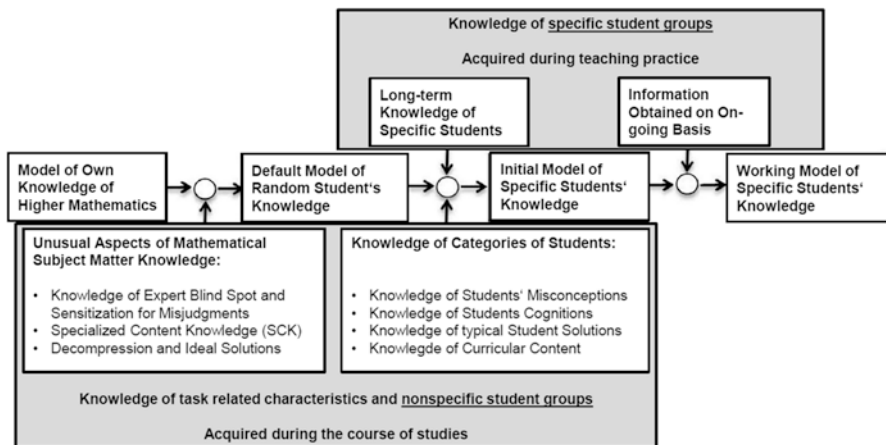 Knowledge of specific student groups
Acquired during teaching practice
Long-term
Knowledge of
Specific Students
Information
Obtained on On-
going Basis
Model of Own
Knowledge of
Higher Mathematics
Default Model of
Random Student's
Knowledge
Initial Model of
Specific Students'
Knowledge
Working Model of
Specific Students'
Knowledge
Unusual Aspects of Mathematical
Subject Matter Knowledge:
• Knowledge of Expert Blind Spot and
Sensitization for Misjudgments
• Specialized Content Knowledge (SCK)
• Decompression and Ideal Solutions
Knowledge of Categories of Students:
• Knowledge of Students' Misconceptions
• Knowledge of Students Cognitions
• Knowledge of typical Student Solutions
• Knowlegde of Curricular Content
Knowledge of task related characteristics and nonspecific student groups
Acquired during the course of studies